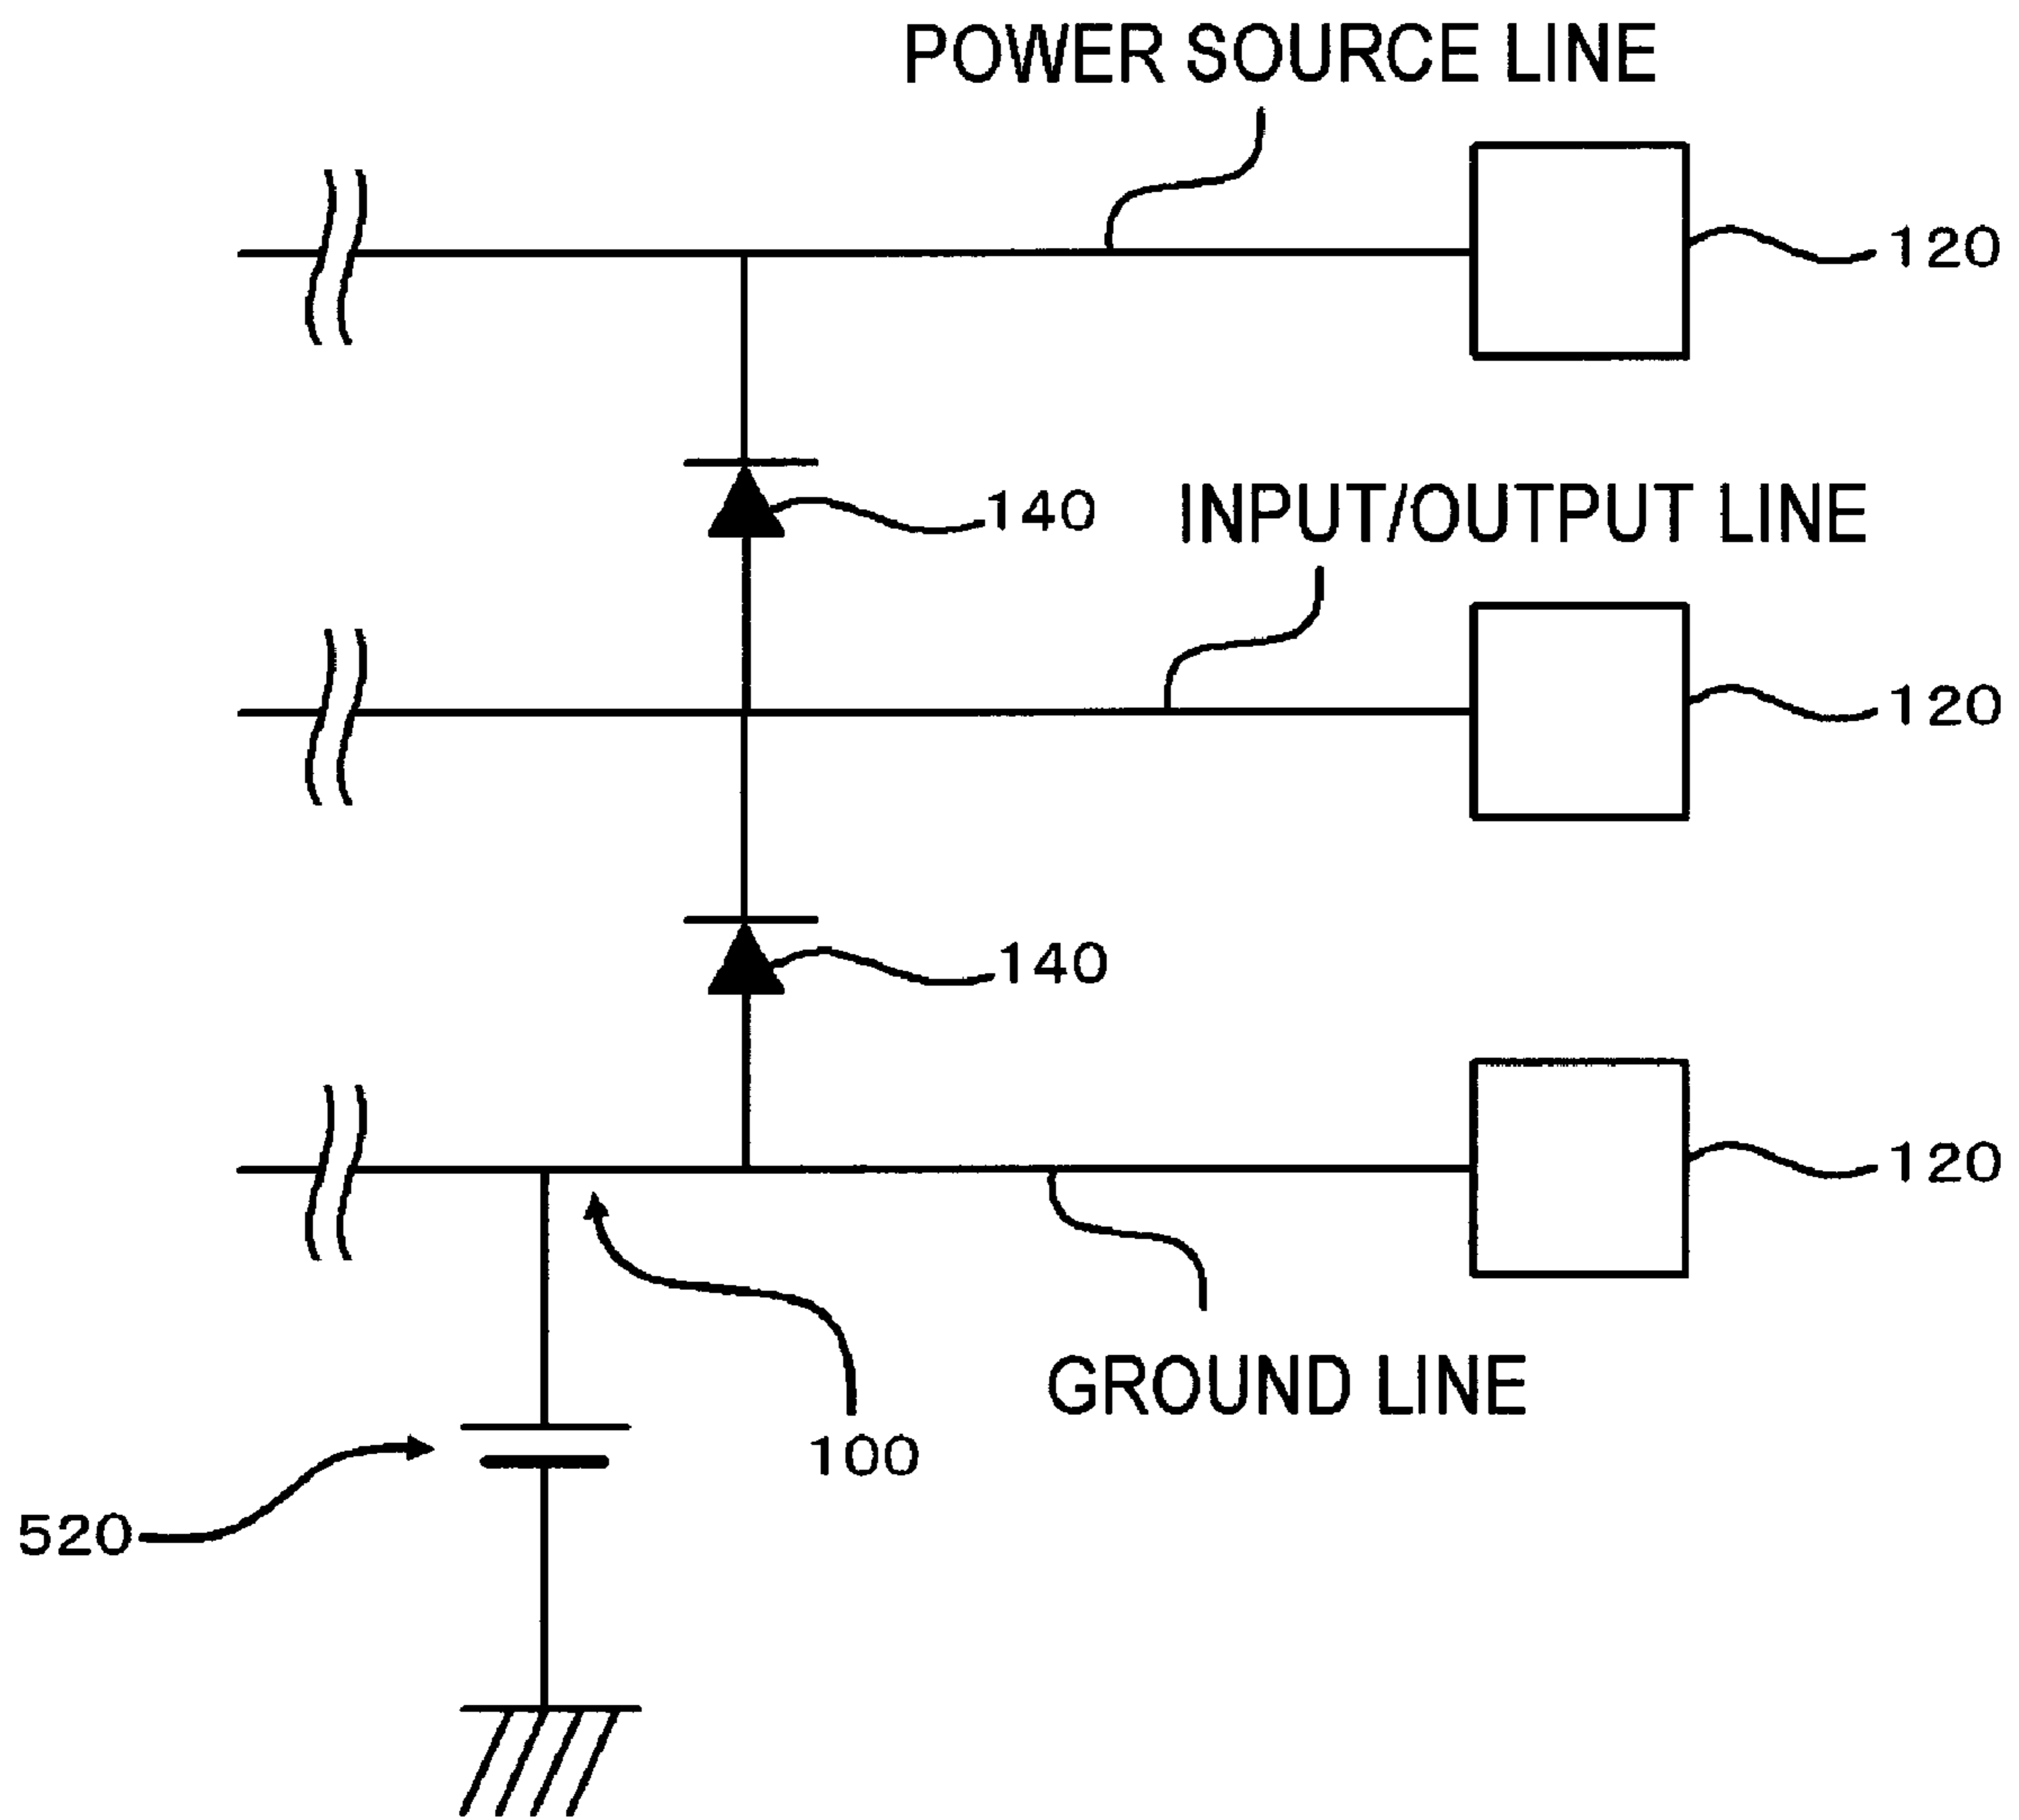 POWER SOURCE LINE
120
140
INPUT/OUTPUT LINE
120
140
120
GROUND LINE
100
520